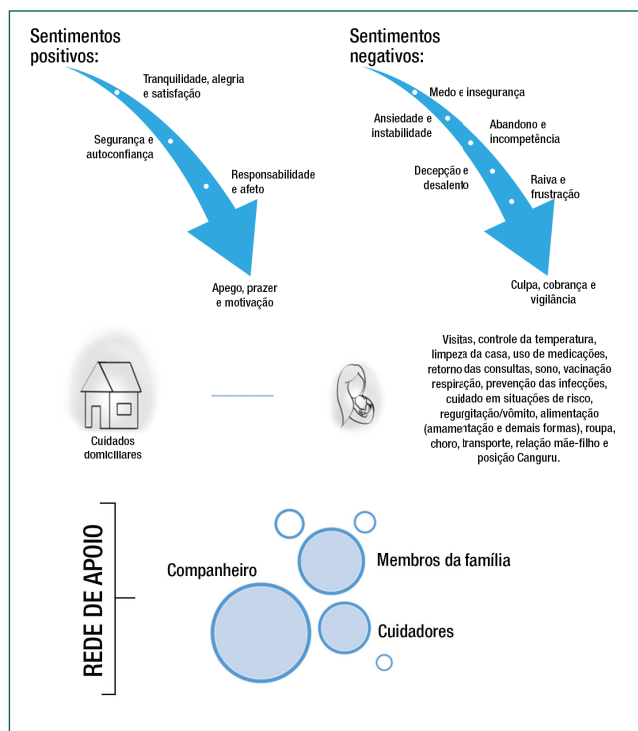 Sentimentos
positivos:
Tranquilidade, alegria
e satisfação
Segurança e
autoconfiança
Responsabilidade
e afeto
Apego, prazer
e motivação
Sentimentos
negativos:
Medo e insegurança
Ansiedade e
instabilidade
Abandono e
incompetência
Decepção e
desalento
Raiva e
frustração
Culpa, cobrança e
vigilância
Cuidados
domiciliares
Visitas, controle da temperatura,
limpeza da casa, uso de medicações,
retorno das consultas, sono, vacinação
respiração, prevenção das infecções,
cuidado em situações de risco,
regurgitação/vômito, alimentação
(amamentação e demais formas), roupa,
choro, transporte, relação mãe-filho e
posição Canguru.
REDE DE APOIO
Companheiro
Membros da família
Cuidadores